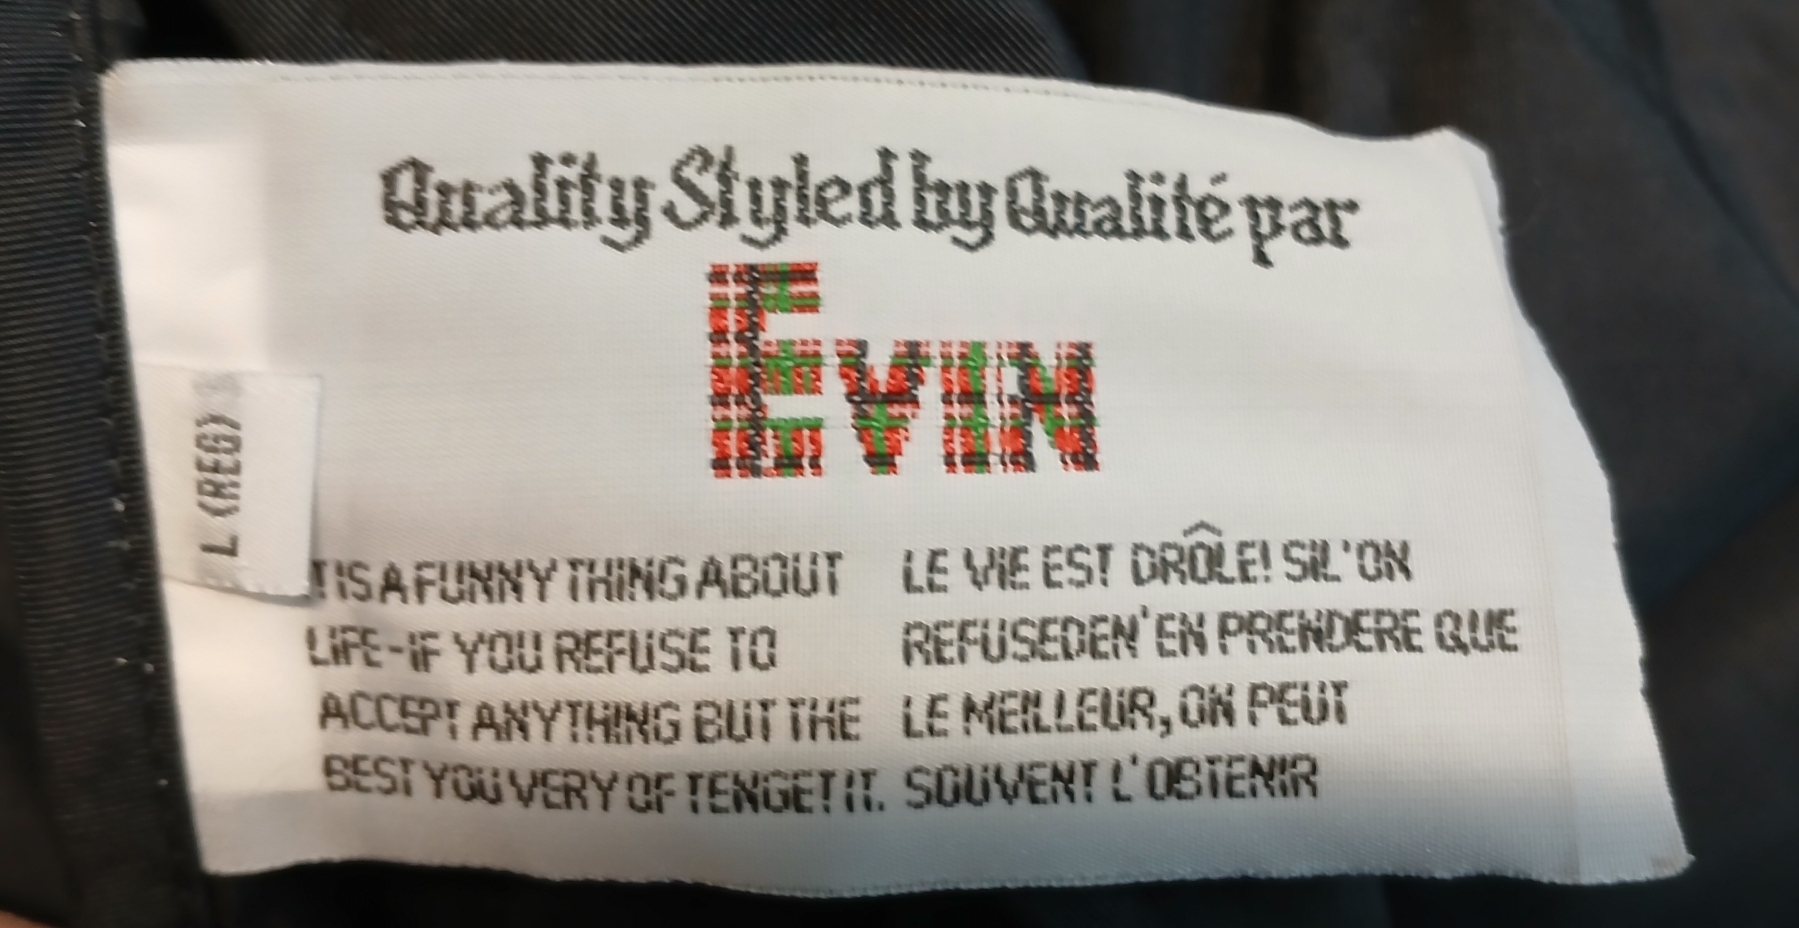 Quality Styled by Qualité par
EVIN
L (REG)
'TIS A FUNNY THING ABOUT
LIFE-IF YOU REFUSE TO
ACCEPT ANYTHING BUT THE
BEST YOU VERY OFTEN GET IT.
LE VIE EST DRÔLE! SIL'ON
REFUSEDEN'EN PRENDERE QUE
LE MEILLEUR, ON PEUT
SOUVENT L'OBTENIR